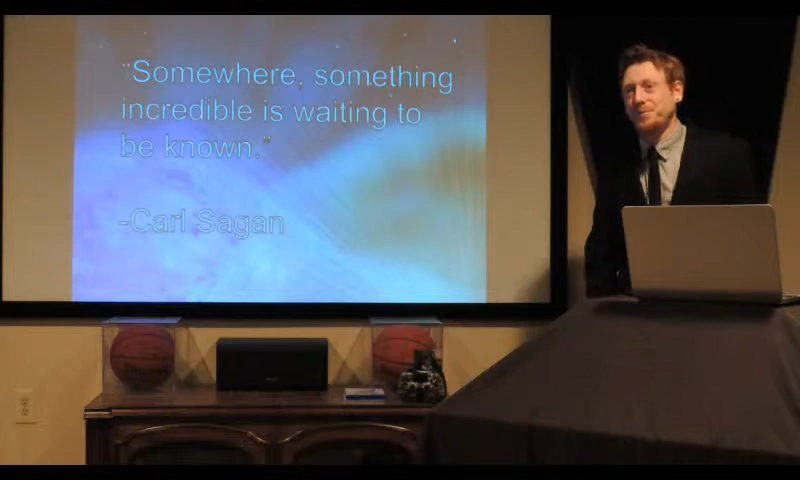 "Somewhere, something
incredible is waiting to
be known."
-Carl Sagan